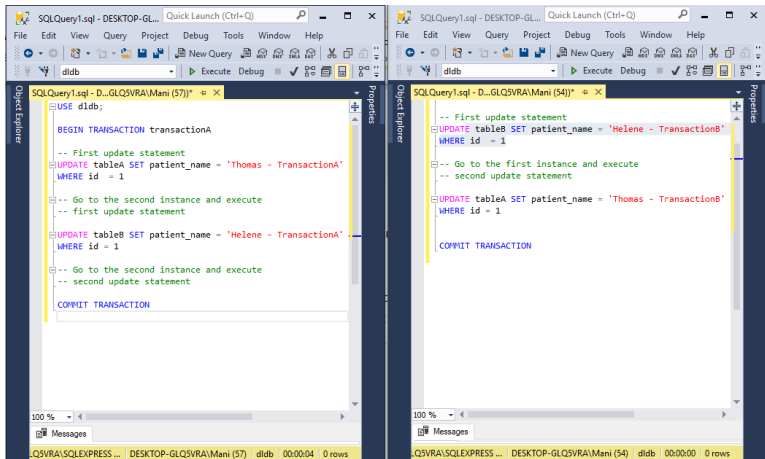 SQLQuery1.sql - DESKTOP-GL...
Quick Launch (Ctrl+Q)
File Edit View Query Project Debug Tools Window Help
New Query
dldb
Execute Debug
Object Explorer
SQLQuery1.sql - D...GLQ5VRA\Mani (57))*
Properties
USE dldb;
BEGIN TRANSACTION transactionA
-- First update statement
UPDATE tableA SET patient_name = 'Thomas - TransactionA'
WHERE id = 1
-- Go to the second instance and execute
-- first update statement
UPDATE tableB SET patient_name = 'Helene - TransactionA'
WHERE id = 1
-- Go to the second instance and execute
-- second update statement
COMMIT TRANSACTION
100 %
Messages
.Q5VRA\SQLEXPRESS ... DESKTOP-GLQ5VRA\Mani (57) dldb 00:00:04 0 rows
SQLQuery1.sql - DESKTOP-GL...
Quick Launch (Ctrl+Q)
File Edit View Query Project Debug Tools Window Help
New Query
dldb
Execute Debug
Object Explorer
SQLQuery1.sql - D...GLQ5VRA\Mani (54))*
Properties
-- First update statement
UPDATE tableB SET patient_name = 'Helene - TransactionB'
WHERE id = 1
-- Go to the first instance and execute
-- second update statement
UPDATE tableA SET patient_name = 'Thomas - TransactionB'
WHERE id = 1
COMMIT TRANSACTION
100 %
Messages
.Q5VRA\SQLEXPRESS ... DESKTOP-GLQ5VRA\Mani (54) dldb 00:00:00 0 rows